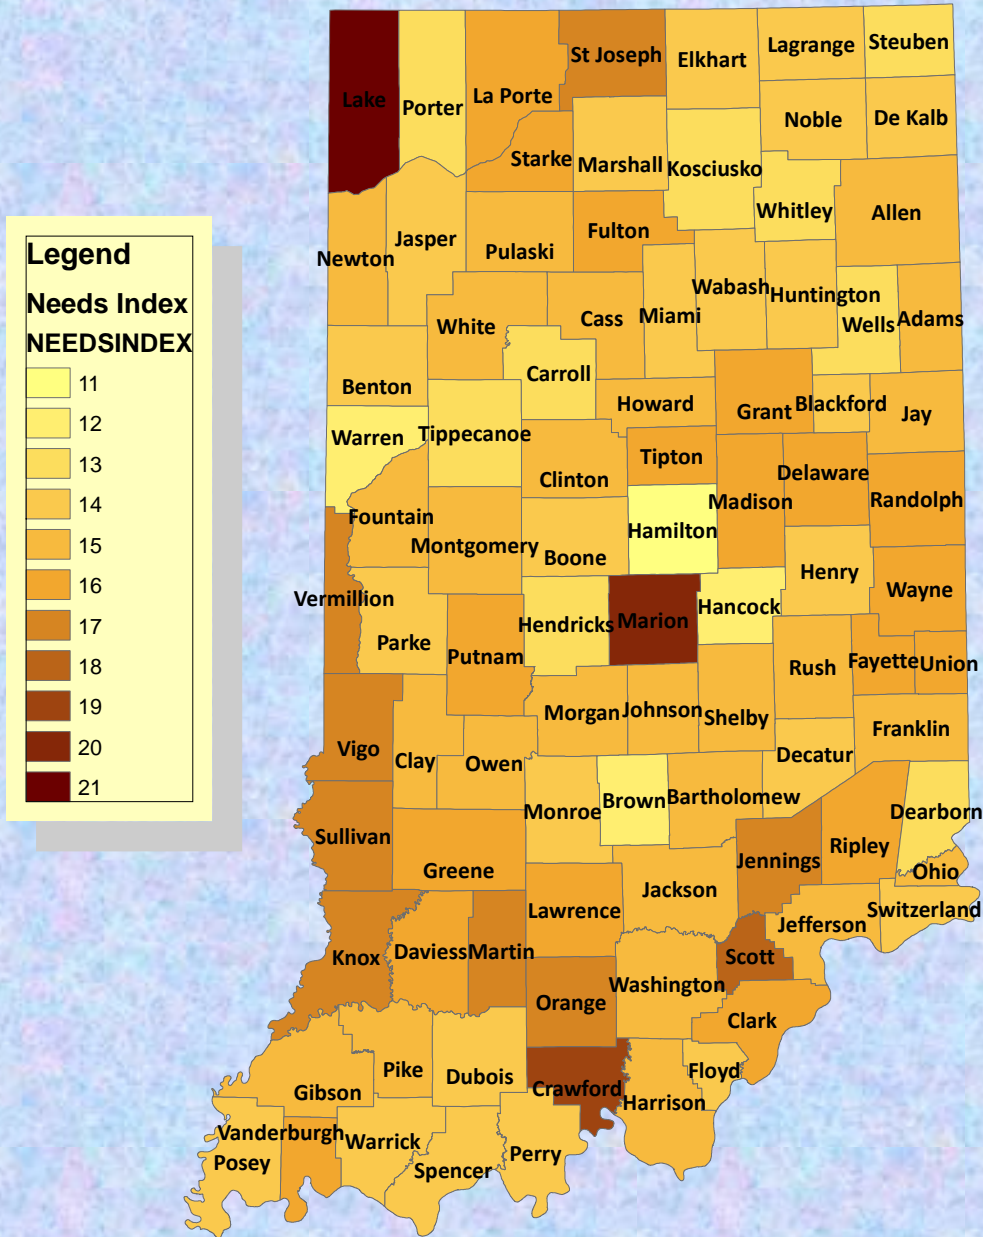 Legend
Needs Index
NEEDSINDEX
11
12
13
14
15
16
17
18
19
20
21
Lake
Porter
La Porte
St Joseph
Elkhart
Lagrange
Steuben
Starke
Marshall
Kosciusko
Noble
De Kalb
Whitley
Allen
Newton
Jasper
Pulaski
Fulton
Wabash
Huntington
Wells
Adams
White
Cass
Miami
Benton
Carroll
Howard
Grant
Blackford
Jay
Warren
Tippecanoe
Clinton
Tipton
Madison
Delaware
Randolph
Fountain
Montgomery
Boone
Hamilton
Henry
Wayne
Vermillion
Parke
Putnam
Hendricks
Marion
Hancock
Rush
Fayette
Union
Vigo
Clay
Owen
Morgan
Johnson
Shelby
Decatur
Franklin
Sullivan
Greene
Monroe
Brown
Bartholomew
Jennings
Ripley
Dearborn
Ohio
Knox
Daviess
Martin
Lawrence
Jackson
Scott
Jefferson
Switzerland
Orange
Washington
Clark
Gibson
Pike
Dubois
Crawford
Harrison
Floyd
Posey
Vanderburgh
Warrick
Spencer
Perry